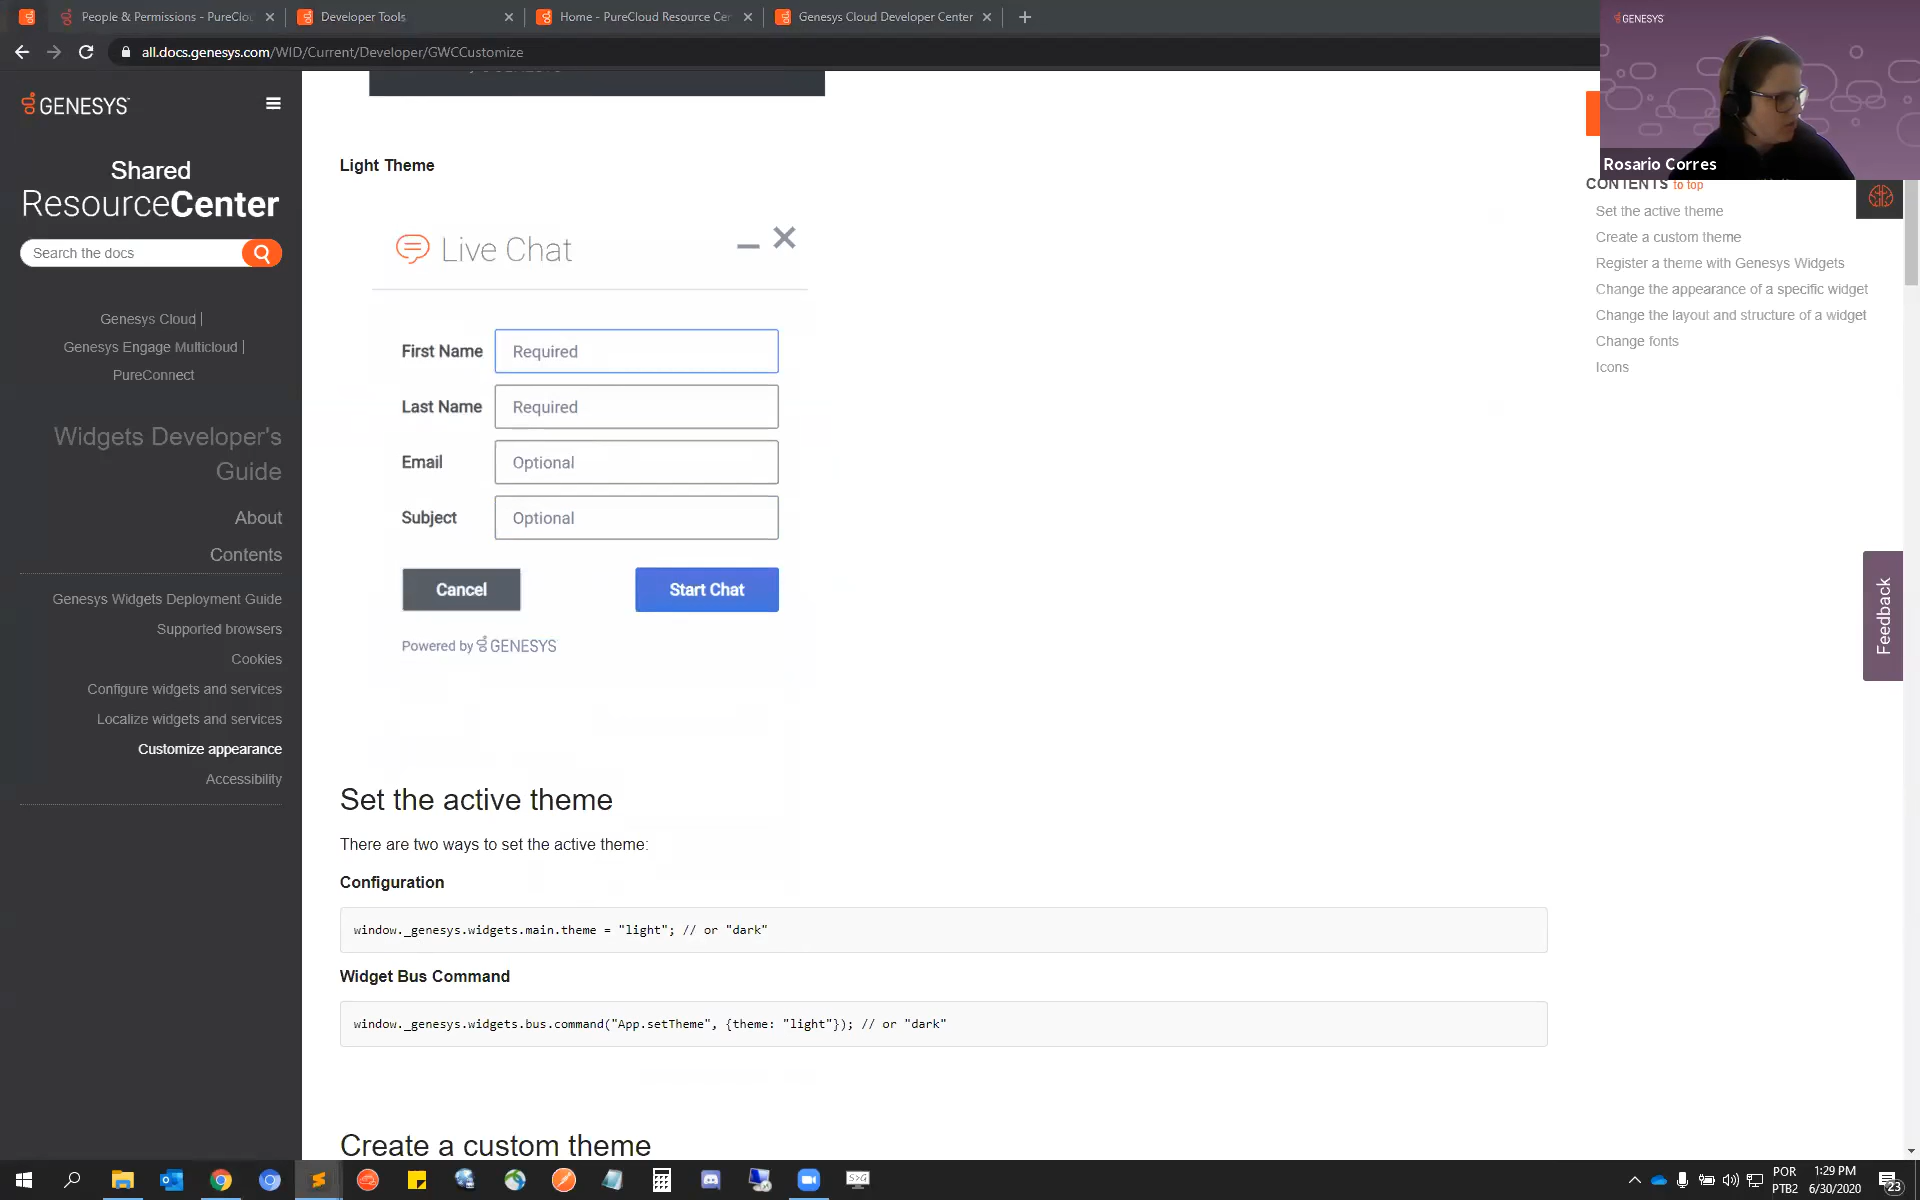 People & Permissions - PureClo
Developer Tools
Home - PureCloud Resource Cer
Genesys Cloud Developer Center
all.docs.genesys.com/WID/Current/Developer/GWCCustomize
GENESYS
Rosario Corres
GENESYS
Shared
ResourceCenter
Search the docs
Genesys Cloud |
Genesys Engage Multicloud |
PureConnect
Widgets Developer's
Guide
About
Contents
Genesys Widgets Deployment Guide
Supported browsers
Cookies
Configure widgets and services
Localize widgets and services
Customize appearance
Accessibility
Light Theme
Live Chat
First Name
Required
Last Name
Required
Email
Optional
Subject
Optional
Cancel
Start Chat
Powered by GENESYS
Set the active theme
There are two ways to set the active theme:
Configuration
window._genesys.widgets.main.theme = "light"; // or "dark"
Widget Bus Command
window._genesys.widgets.bus.command("App.setTheme", {theme: "light"}); // or "dark"
Create a custom theme
CONTENTS to top
Set the active theme
Create a custom theme
Register a theme with Genesys Widgets
Change the appearance of a specific widget
Change the layout and structure of a widget
Change fonts
Icons
Feedback
POR
PTB2
1:29 PM
6/30/2020
23